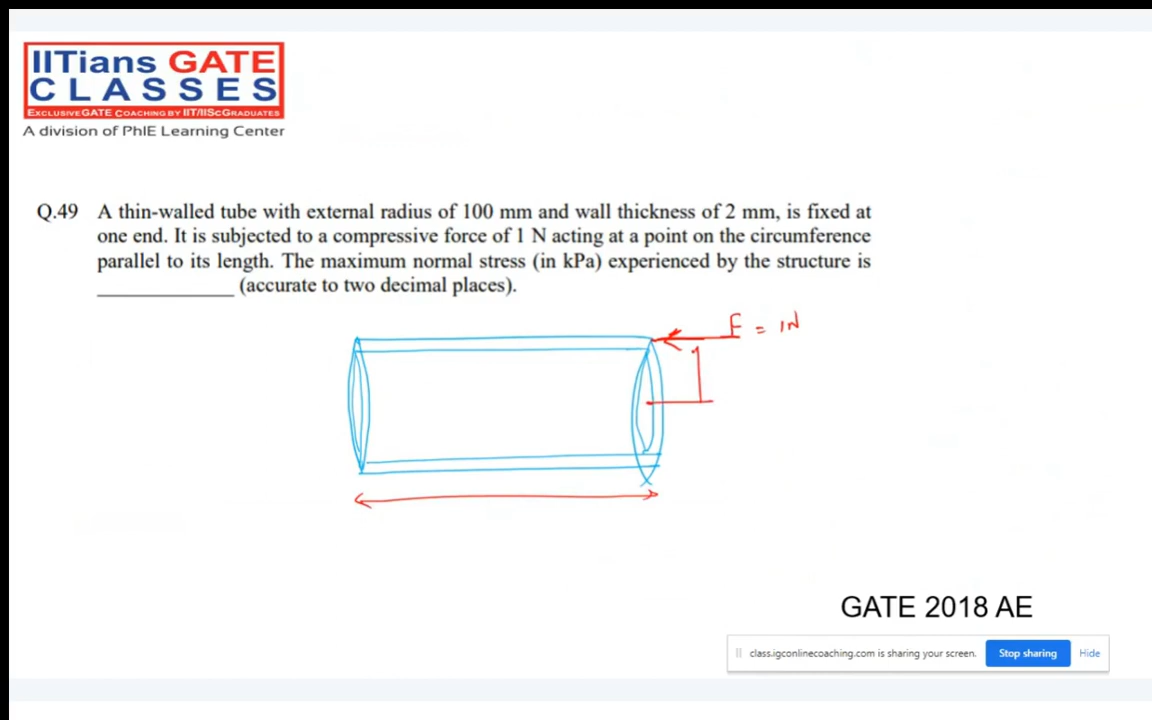 IITians GATE
CLASSES
EXCLUSIVE GATE COACHING BY IIT/IISC GRADUATES
A division of PhIE Learning Center
Q.49 A thin-walled tube with external radius of 100 mm and wall thickness of 2 mm, is fixed at
one end. It is subjected to a compressive force of 1 N acting at a point on the circumference
parallel to its length. The maximum normal stress (in kPa) experienced by the structure is
____________ (accurate to two decimal places).
F = 1N
GATE 2018 AE
class.igconlinecoaching.com is sharing your screen. Stop sharing Hide